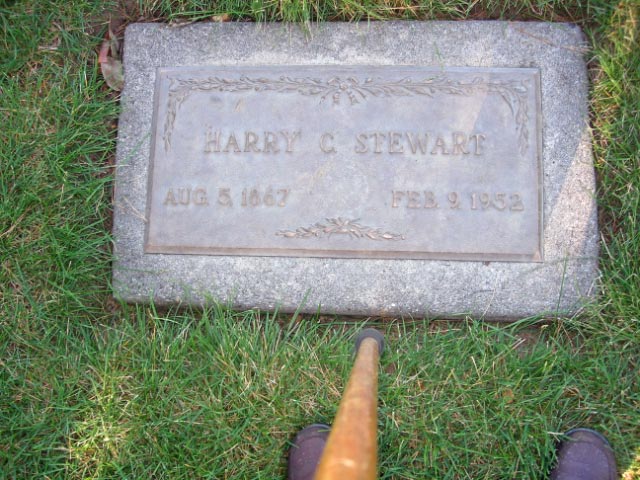 HARRY C STEWART
AUG. 5, 1867 FEB. 9, 1952